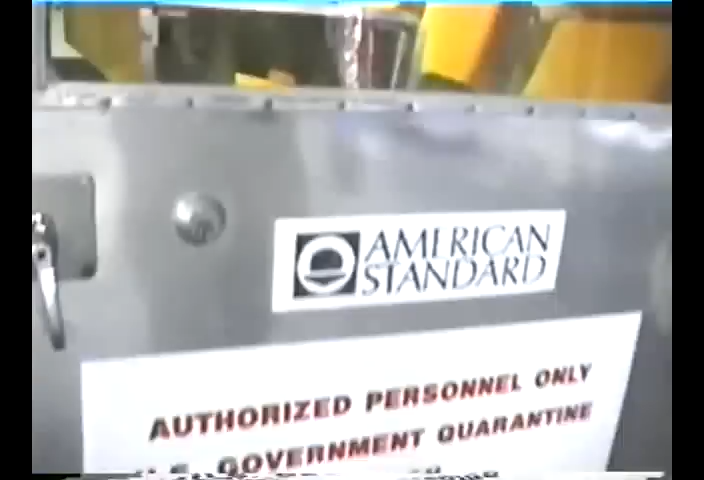 AMERICAN
STANDARD
AUTHORIZED PERSONNEL ONLY
GOVERNMENT QUARANTINE